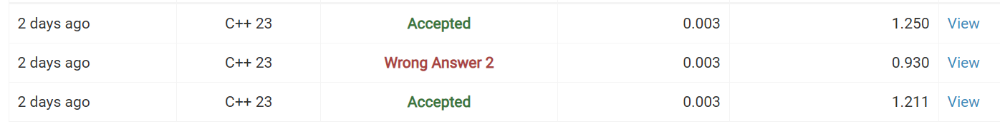 2 days ago C++ 23 Accepted 0.003 1.250 View
2 days ago C++ 23 Wrong Answer 2 0.003 0.930 View
2 days ago C++ 23 Accepted 0.003 1.211 View